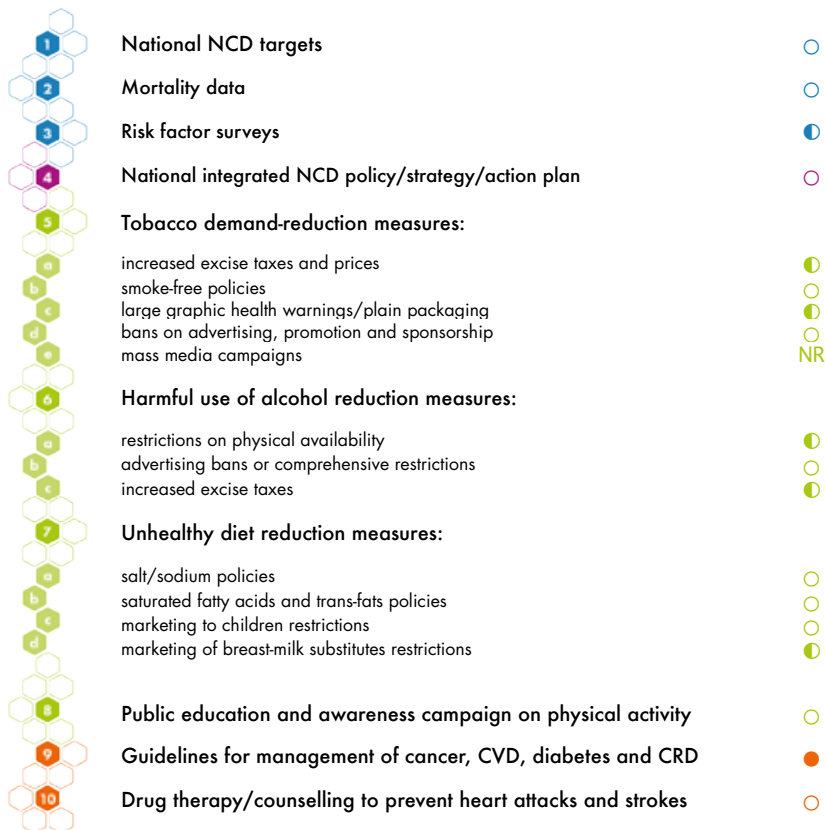 1 National NCD targets
2 Mortality data
3 Risk factor surveys
4 National integrated NCD policy/strategy/action plan
5 Tobacco demand-reduction measures:
a increased excise taxes and prices
b smoke-free policies
c large graphic health warnings/plain packaging
d bans on advertising, promotion and sponsorship
e mass media campaigns NR
6 Harmful use of alcohol reduction measures:
a restrictions on physical availability
b advertising bans or comprehensive restrictions
c increased excise taxes
7 Unhealthy diet reduction measures:
a salt/sodium policies
b saturated fatty acids and trans-fats policies
c marketing to children restrictions
d marketing of breast-milk substitutes restrictions
8 Public education and awareness campaign on physical activity
9 Guidelines for management of cancer, CVD, diabetes and CRD
10 Drug therapy/counselling to prevent heart attacks and strokes